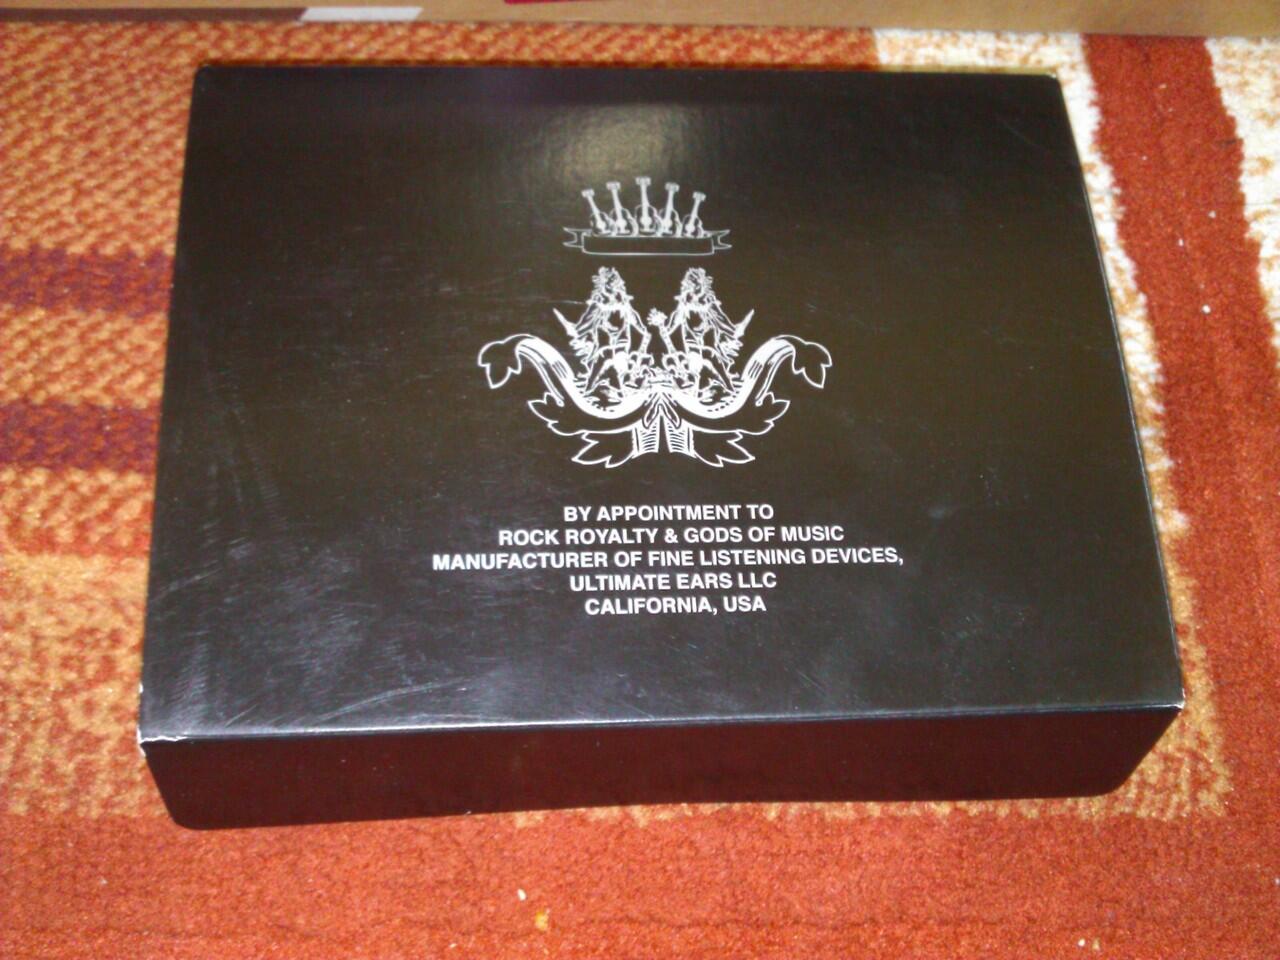 BY APPOINTMENT TO
ROCK ROYALTY & GODS OF MUSIC
MANUFACTURER OF FINE LISTENING DEVICES,
ULTIMATE EARS LLC
CALIFORNIA, USA